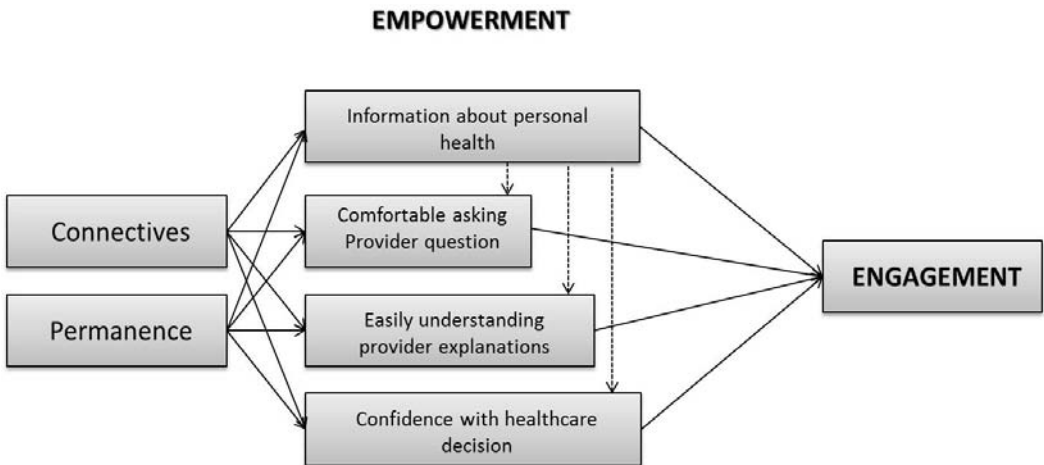 EMPOWERMENT
Information about personal
health
Connectives
Comfortable asking
Provider question
ENGAGEMENT
Permanence
Easily understanding
provider explanations
Confidence with healthcare
decision